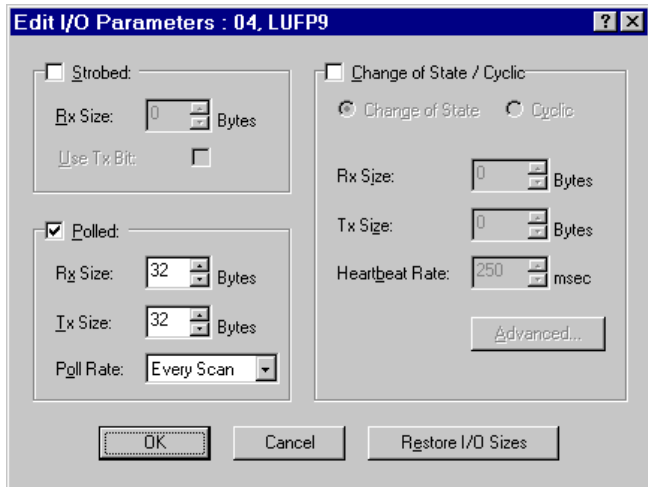 Edit I/O Parameters : 04, LUFP9
Strobed:
Rx Size: 0 Bytes
Use Tx Bit:
Polled:
Rx Size: 32 Bytes
Tx Size: 32 Bytes
Poll Rate: Every Scan
Change of State / Cyclic
Change of State Cyclic
Rx Size: 0 Bytes
Tx Size: 0 Bytes
Heartbeat Rate: 250 msec
Advanced...
OK Cancel Restore I/O Sizes